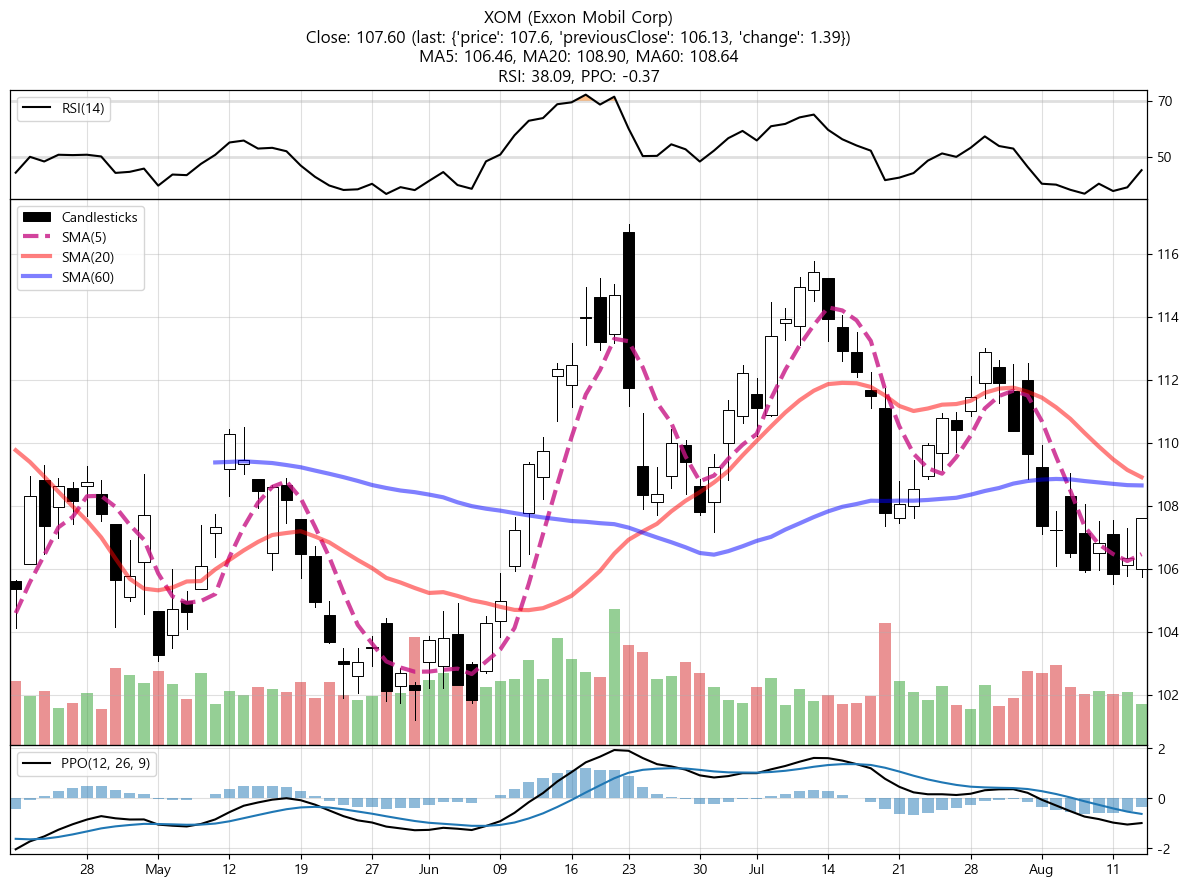 XOM (Exxon Mobil Corp)
Close: 107.60 (last: {'price': 107.6, 'previousClose': 106.13, 'change': 1.39})
MA5: 106.46, MA20: 108.90, MA60: 108.64
RSI: 38.09, PPO: -0.37
RSI(14)
70
50
Candlesticks
SMA(5)
SMA(20)
SMA(60)
116
114
112
110
108
106
104
102
PPO(12, 26, 9)
2
0
-2
28 May 12 19 27 Jun 09 16 23 30 Jul 14 21 28 Aug 11